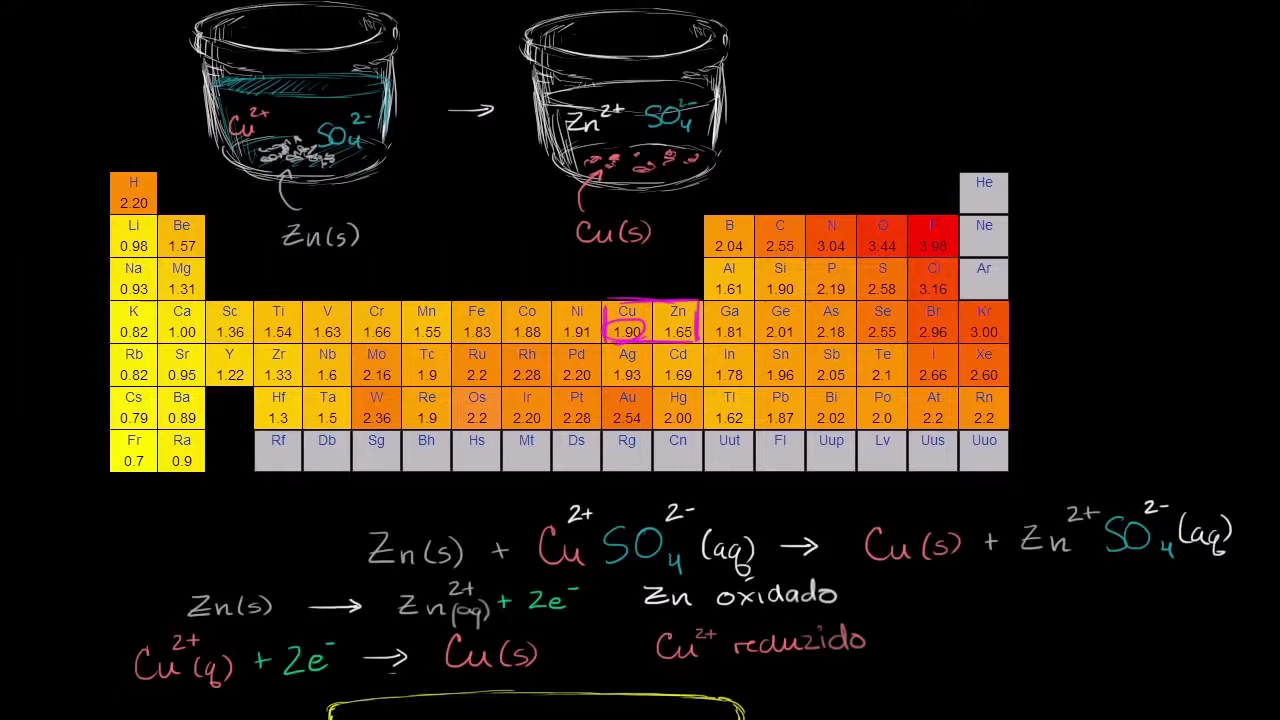 Cu²⁺ SO₄²⁻ → Zn²⁺ SO₄²⁻
Zn(s) Cu(s)
H He
2.20
Li Be B C N O F Ne
0.98 1.57 2.04 2.55 3.04 3.44 3.98
Na Mg Al Si P S Cl Ar
0.93 1.31 1.61 1.90 2.19 2.58 3.16
K Ca Sc Ti V Cr Mn Fe Co Ni Cu Zn Ga Ge As Se Br Kr
0.82 1.00 1.36 1.54 1.63 1.66 1.55 1.83 1.88 1.91 1.90 1.65 1.81 2.01 2.18 2.55 2.96 3.00
Rb Sr Y Zr Nb Mo Tc Ru Rh Pd Ag Cd In Sn Sb Te I Xe
0.82 0.95 1.22 1.33 1.6 2.16 1.9 2.2 2.28 2.20 1.93 1.69 1.78 1.96 2.05 2.1 2.66 2.60
Cs Ba Hf Ta W Re Os Ir Pt Au Hg Tl Pb Bi Po At Rn
0.79 0.89 1.3 1.5 2.36 1.9 2.2 2.20 2.28 2.54 2.00 1.62 1.87 2.02 2.0 2.2 2.2
Fr Ra Rf Db Sg Bh Hs Mt Ds Rg Cn Uut Fl Uup Lv Uus Uuo
0.7 0.9
Zn(s) + Cu²⁺SO₄²⁻(aq) → Cu(s) + Zn²⁺SO₄²⁻(aq)
Zn(s) → Zn²⁺(aq) + 2e⁻ Zn oxidado
Cu²⁺(q) + 2e⁻ → Cu(s) Cu²⁺ reduzido